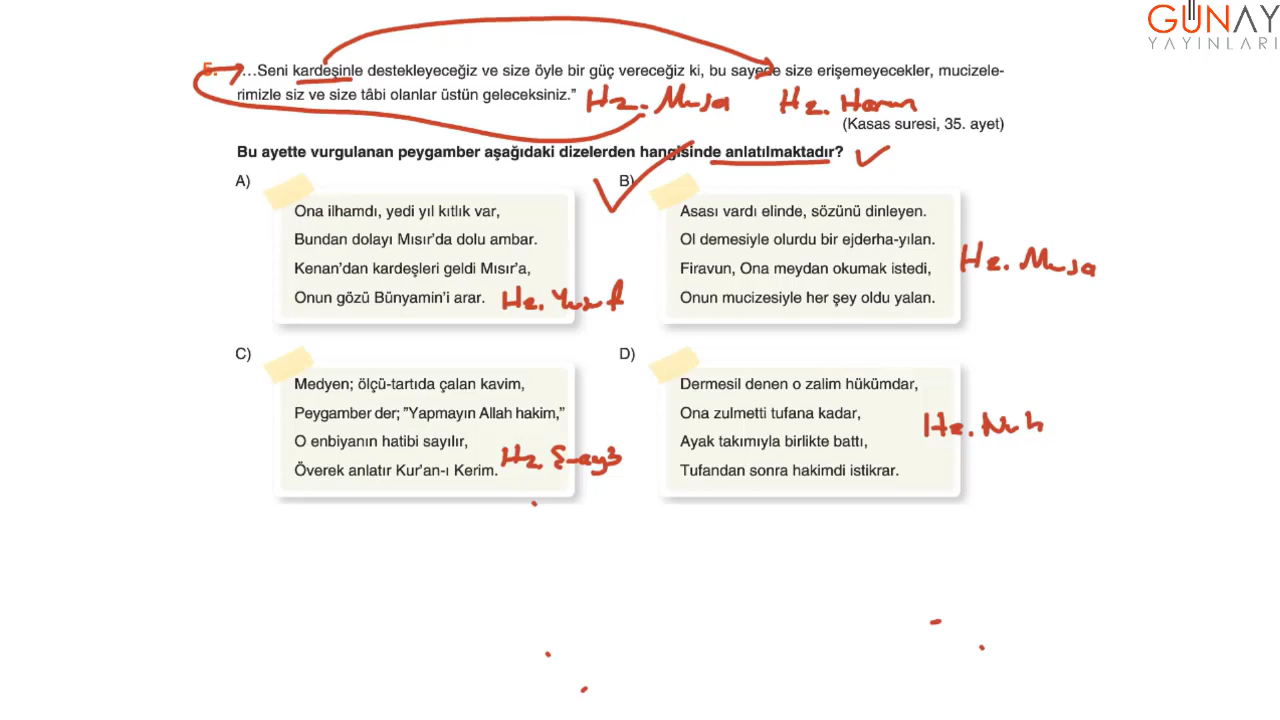 GÜNAY
YAYINLARI
5. "…Seni kardeşinle destekleyeceğiz ve size öyle bir güç vereceğiz ki, bu sayede size erişemeyecekler, mucizele-
rimizle siz ve size tâbi olanlar üstün geleceksiniz."
Hz. Musa Hz. Harun
(Kasas suresi, 35. ayet)
Bu ayette vurgulanan peygamber aşağıdaki dizelerden hangisinde anlatılmaktadır?
A)
Ona ilhamdı, yedi yıl kıtlık var,
Bundan dolayı Mısır'da dolu ambar.
Kenan'dan kardeşleri geldi Mısır'a,
Onun gözü Bünyamin'i arar.
Hz. Yusuf
B)
Asası vardı elinde, sözünü dinleyen.
Ol demesiyle olurdu bir ejderha-yılan.
Firavun, Ona meydan okumak istedi,
Onun mucizesiyle her şey oldu yalan.
Hz. Musa
C)
Medyen; ölçü-tartıda çalan kavim,
Peygamber der; "Yapmayın Allah hakim,"
O enbiyanın hatibi sayılır,
Överek anlatır Kur'an-ı Kerim.
Hz. Şuayb
D)
Dermesil denen o zalim hükümdar,
Ona zulmetti tufana kadar,
Ayak takımıyla birlikte battı,
Tufandan sonra hakimdi istikrar.
Hz. Nuh